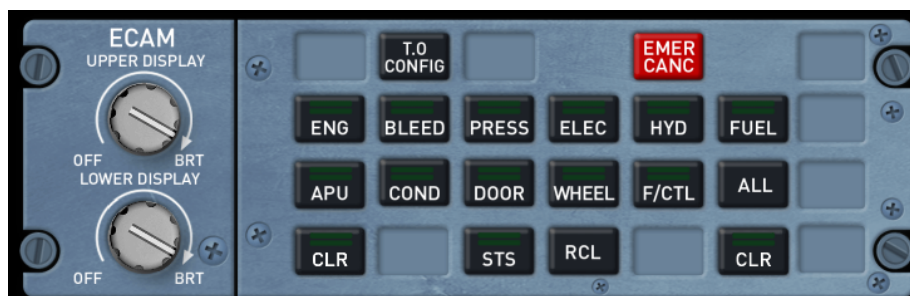 ECAM
UPPER DISPLAY
OFF BRT
LOWER DISPLAY
OFF BRT
T.O
CONFIG
EMER
CANC
ENG BLEED PRESS ELEC HYD FUEL
APU COND DOOR WHEEL F/CTL ALL
CLR STS RCL CLR